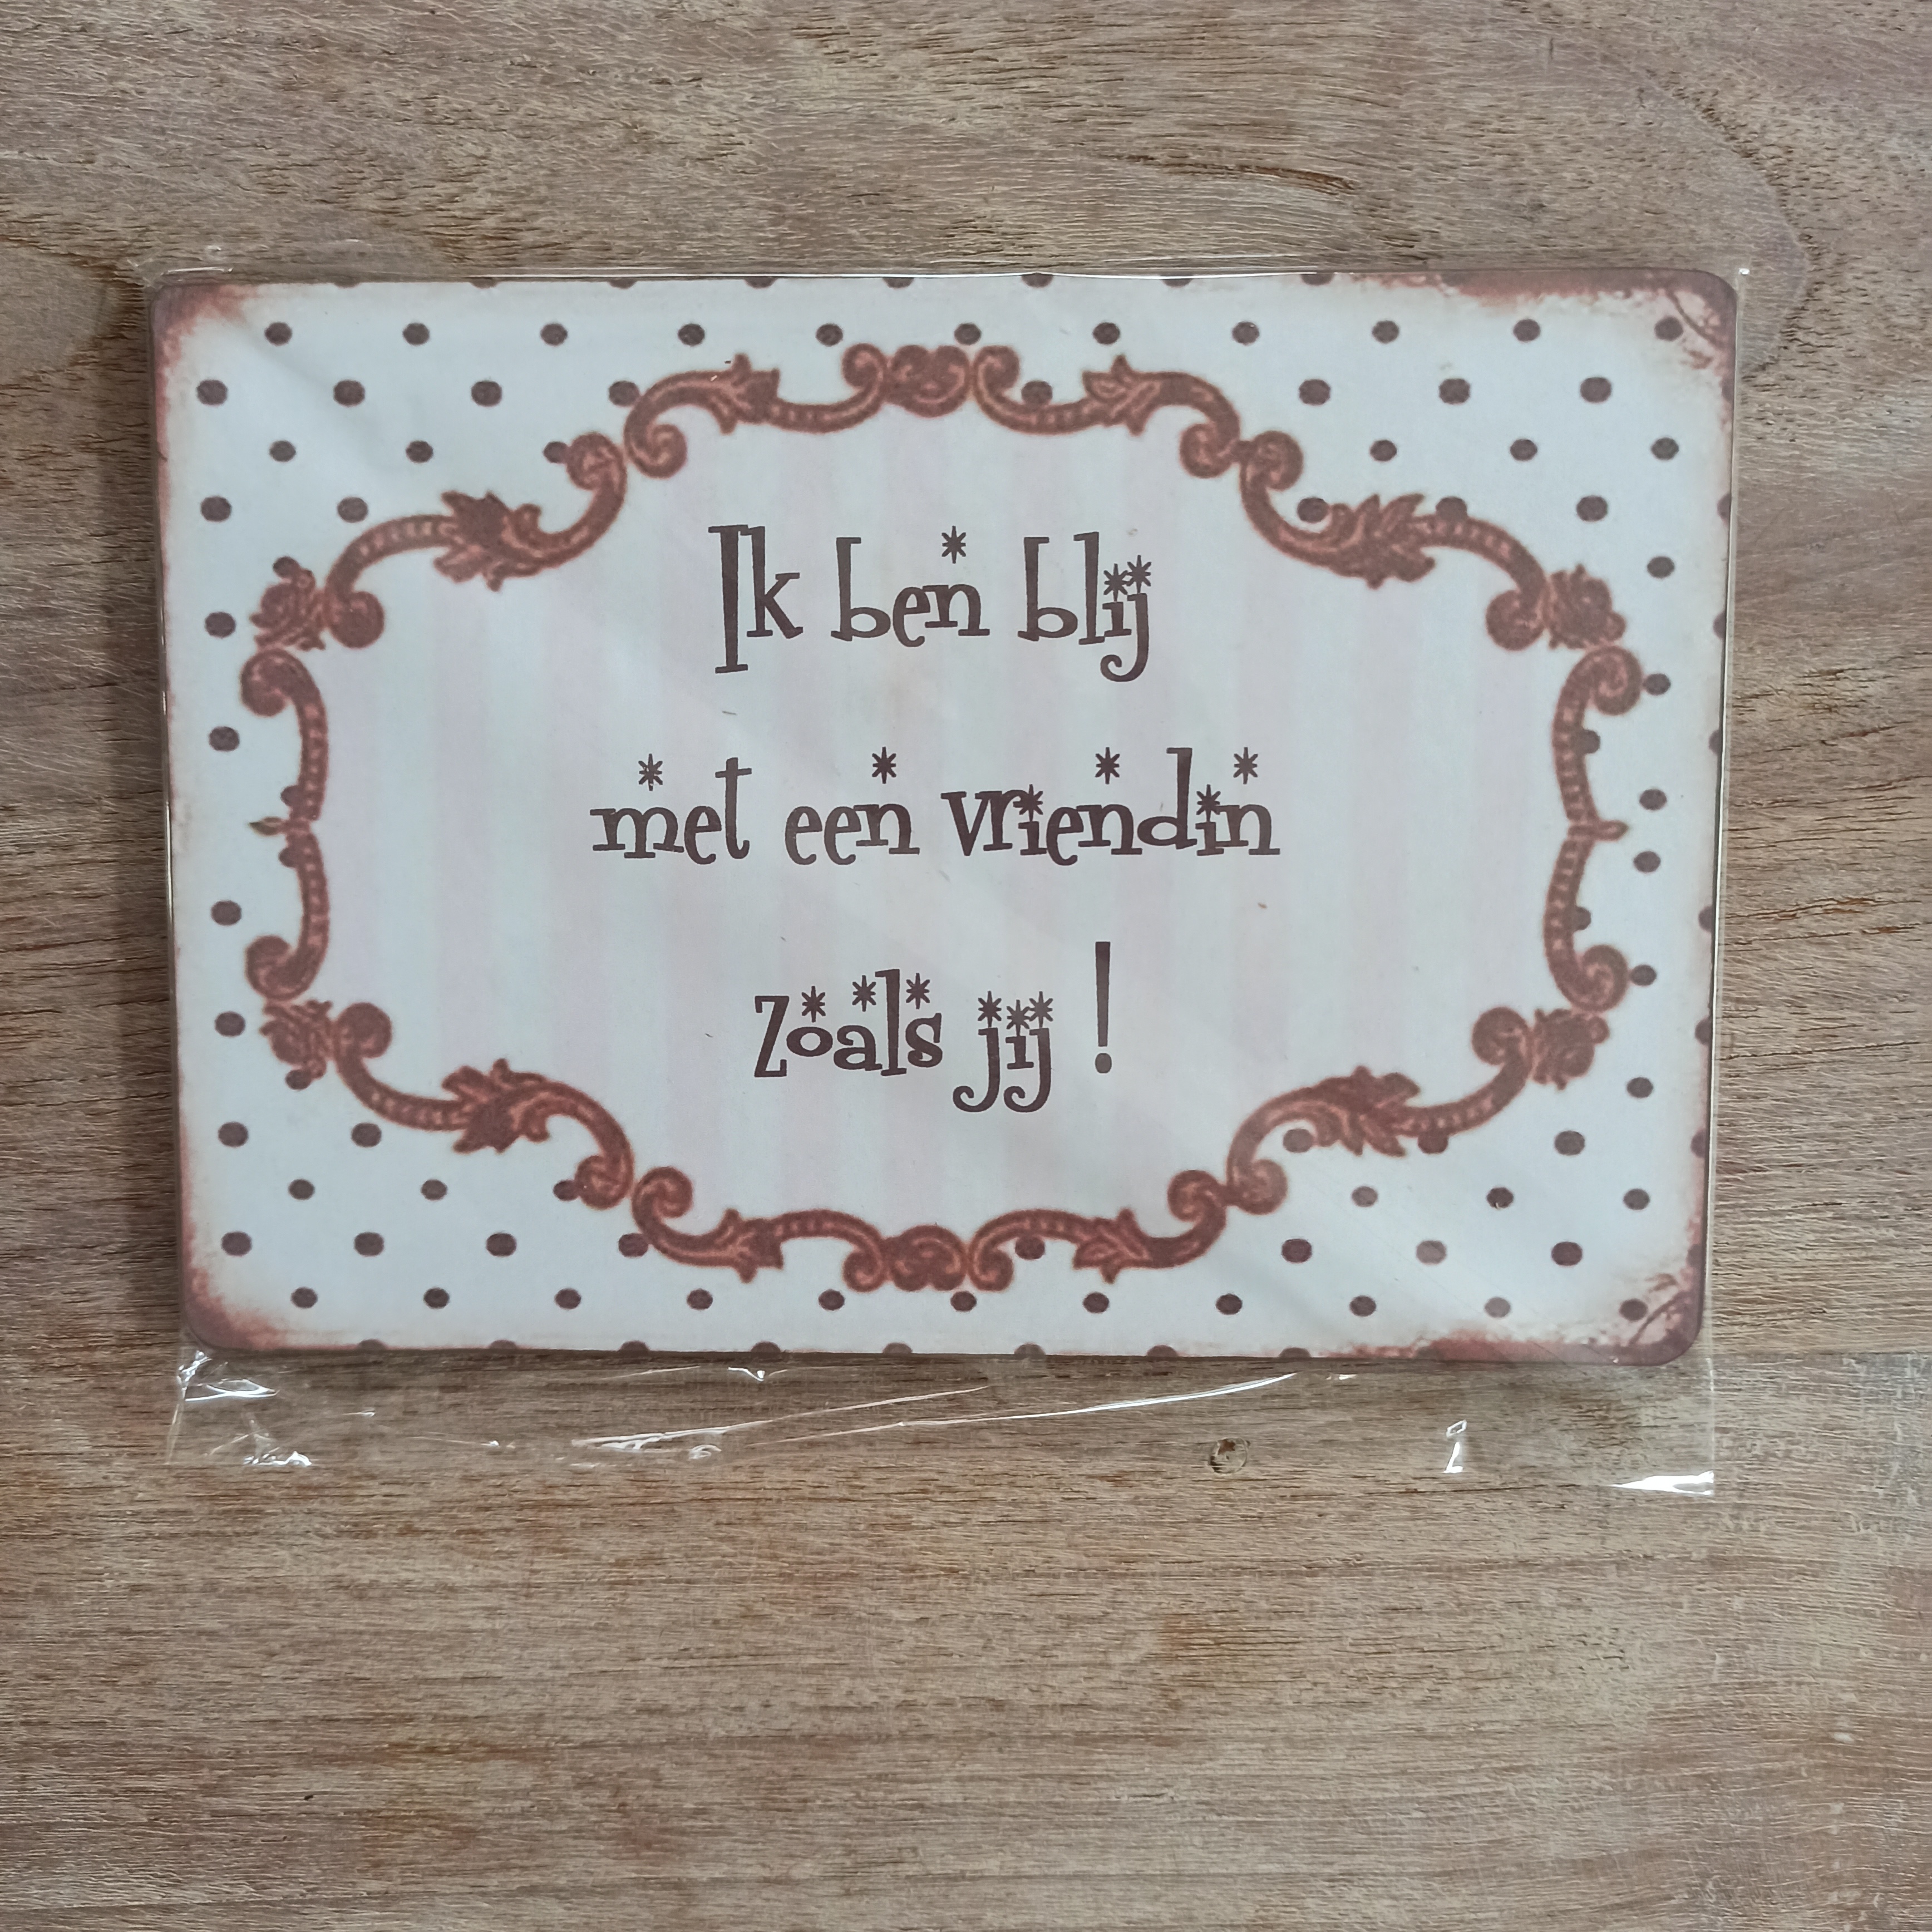 Ik ben blij
met een vriendin
zoals jij !